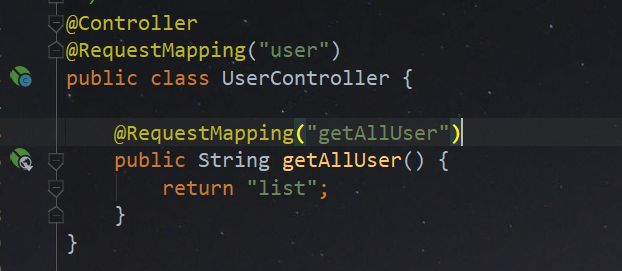 @Controller
@RequestMapping("user")
public class UserController {
@RequestMapping("getAllUser")
public String getAllUser() {
return "list";
}
}